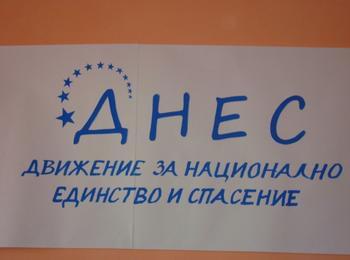 ДНЕС
ДВИЖЕНИЕ ЗА НАЦИОНАЛНО
ЕДИНСТВО И СПАСЕНИЕ